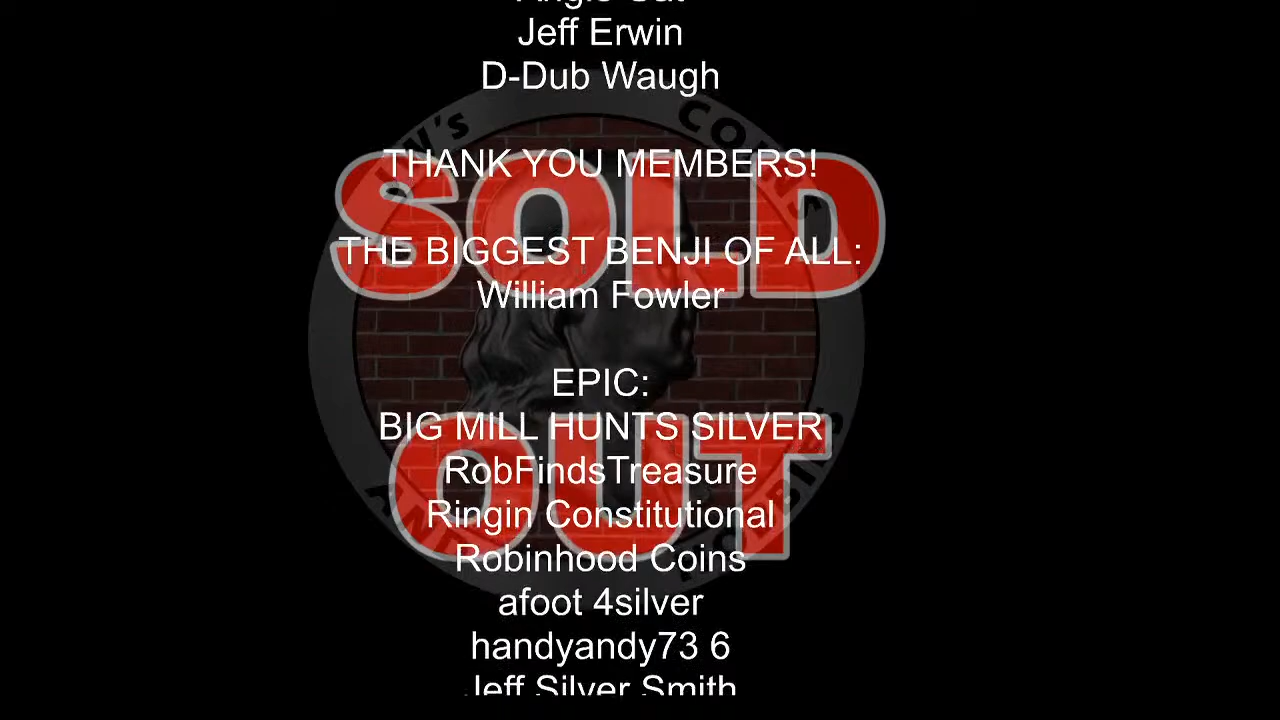 Jeff Erwin
D-Dub Waugh
THANK YOU MEMBERS!
SOLD
THE BIGGEST BENJI OF ALL:
William Fowler
EPIC:
BIG MILL HUNTS SILVER
OUT
RobFindsTreasure
Ringin Constitutional
Robinhood Coins
afoot 4silver
handyandy73 6
Jeff Silver Smith